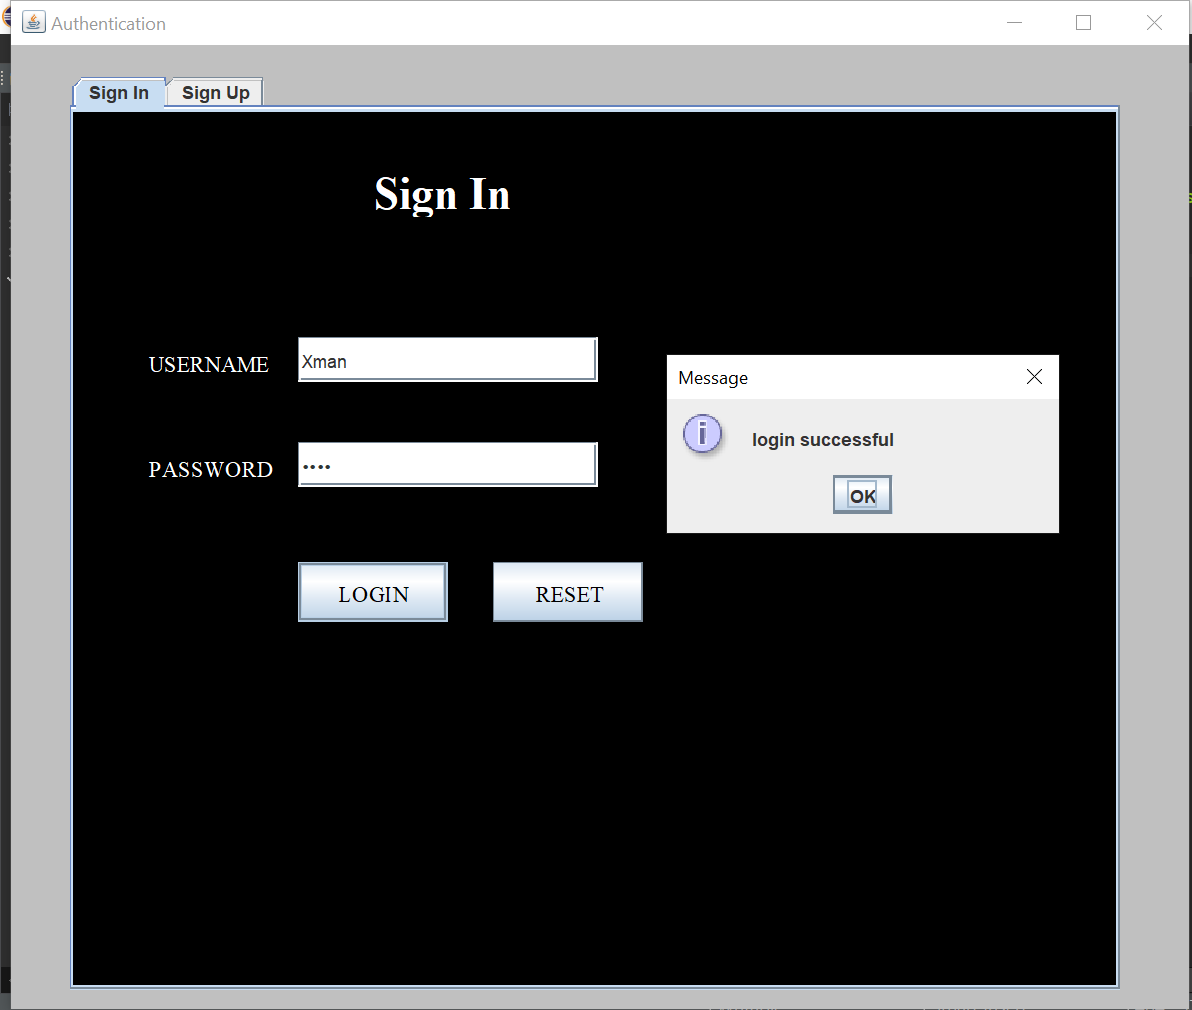 Authentication
Sign In
Sign Up
Sign In
USERNAME
Xman
Message
login successful
OK
PASSWORD
••••
LOGIN
RESET